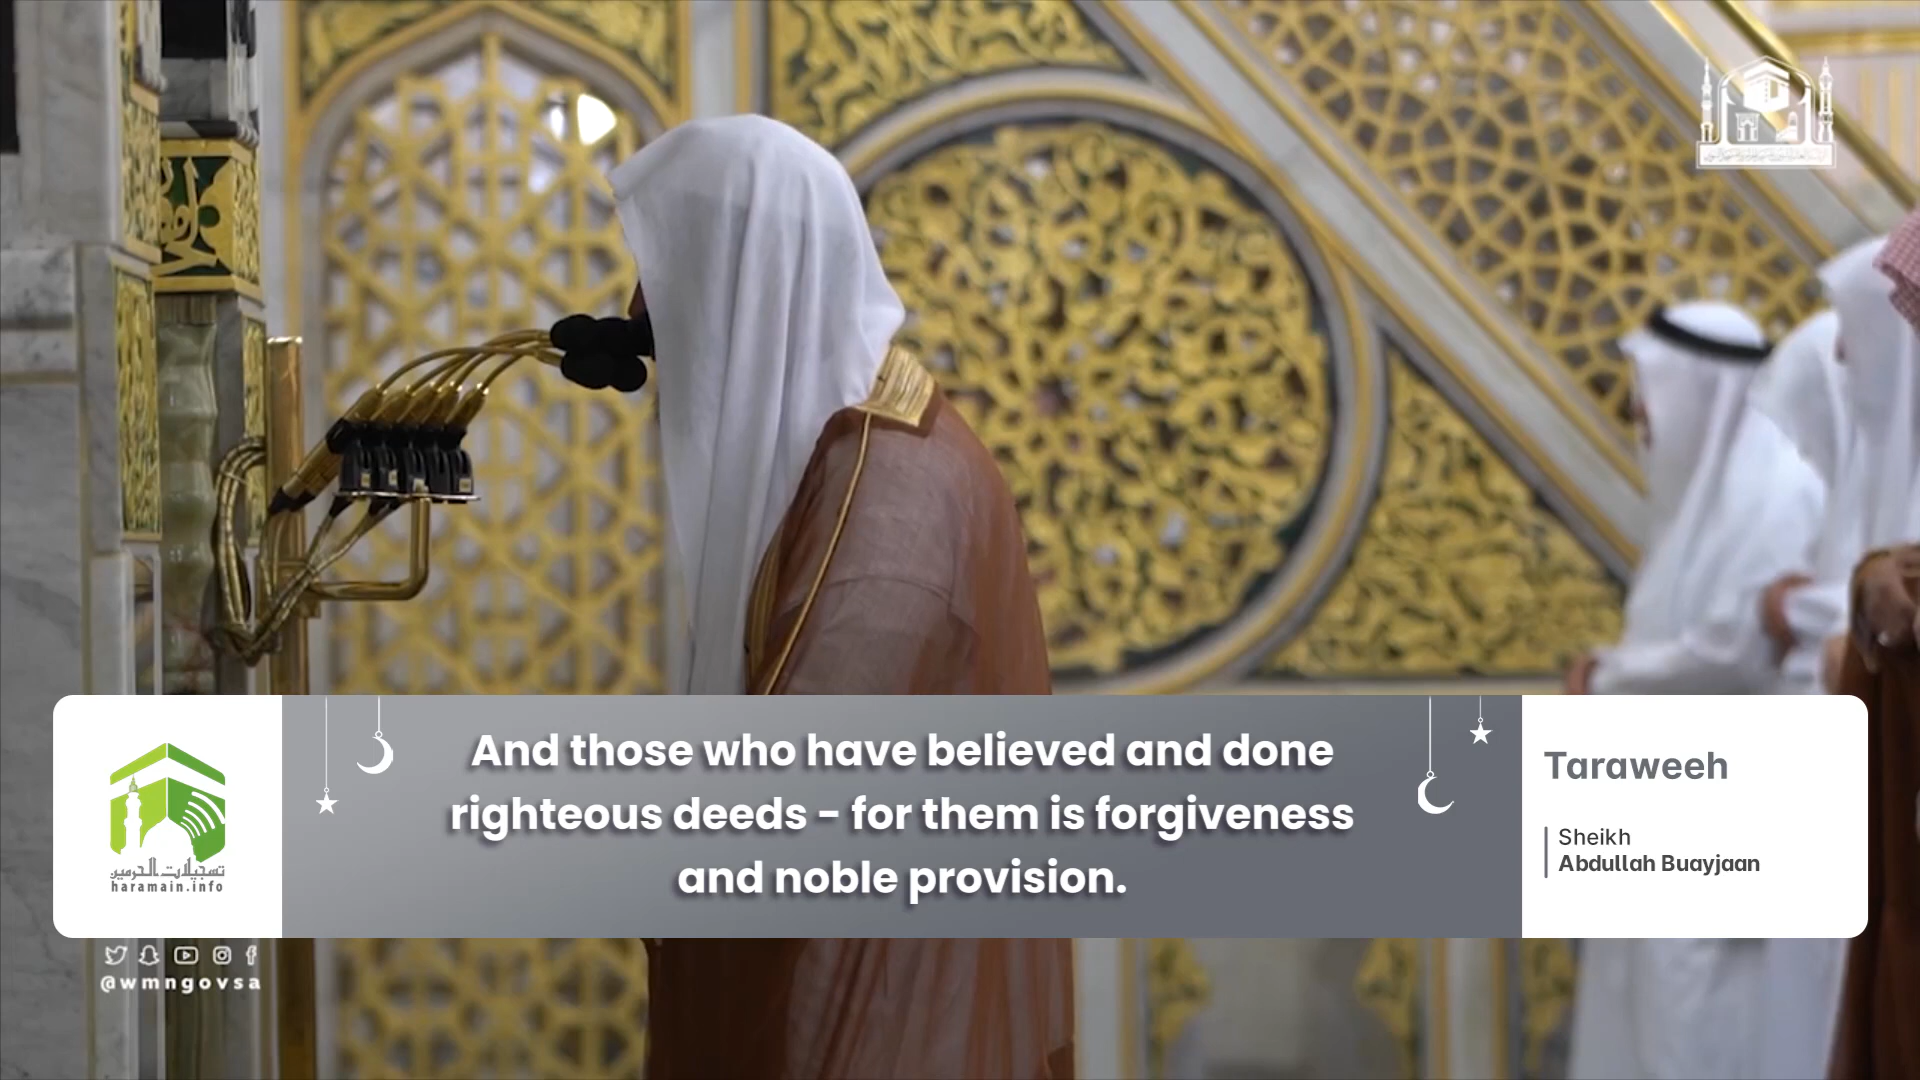 And those who have believed and done
righteous deeds - for them is forgiveness
and noble provision.
Taraweeh
Sheikh
Abdullah Buayjaan
تسجيلات الحرمين
haramain.info
@wmngovsa